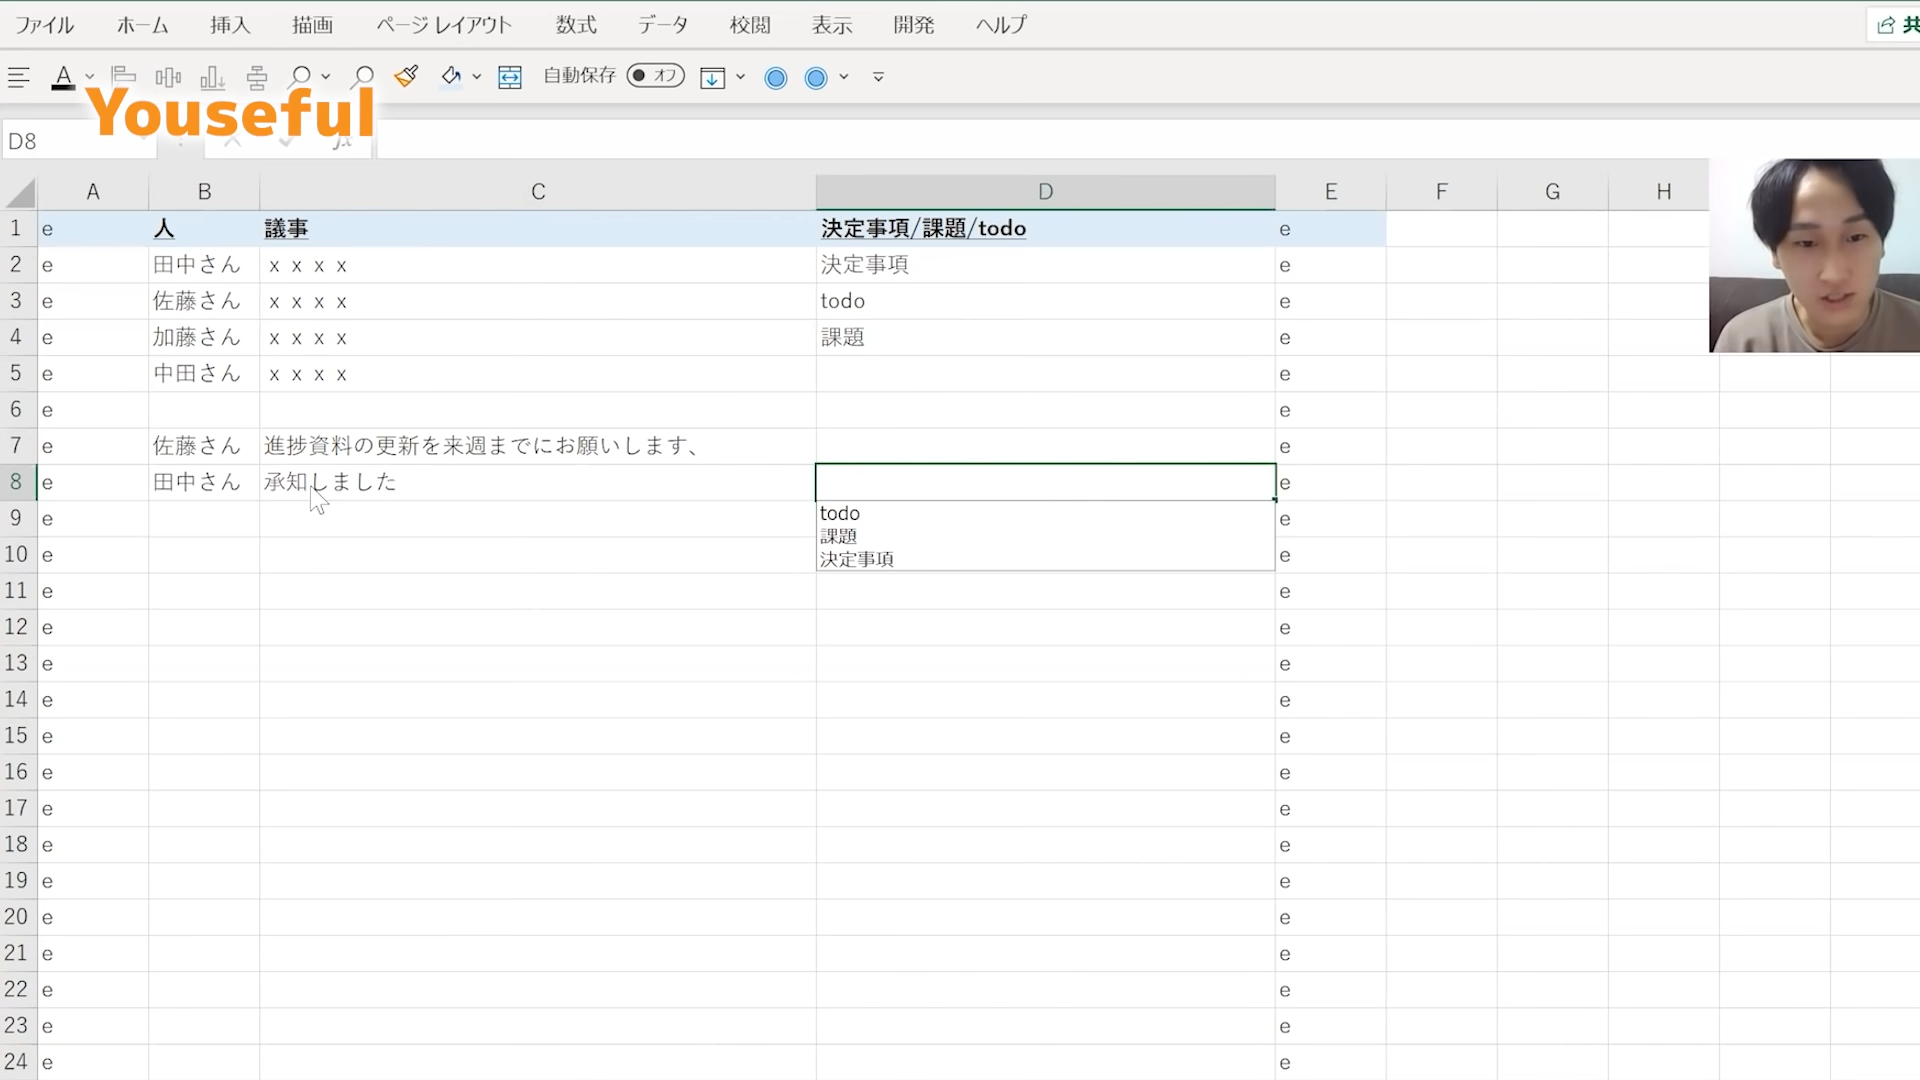 ファイル ホーム 挿入 描画 ページ レイアウト 数式 データ 校閲 表示 開発 ヘルプ 共
A 自動保存 オフ
Youseful
D8 fx
A B C D E F G H
1 e 人 議事 決定事項/課題/todo e
2 e 田中さん ｘｘｘｘ 決定事項 e
3 e 佐藤さん ｘｘｘｘ todo e
4 e 加藤さん ｘｘｘｘ 課題 e
5 e 中田さん ｘｘｘｘ e
6 e e
7 e 佐藤さん 進捗資料の更新を来週までにお願いします、 e
8 e 田中さん 承知しました e
todo
課題
決定事項
9 e e
10 e e
11 e e
12 e e
13 e e
14 e e
15 e e
16 e e
17 e e
18 e e
19 e e
20 e e
21 e e
22 e e
23 e e
24 e e